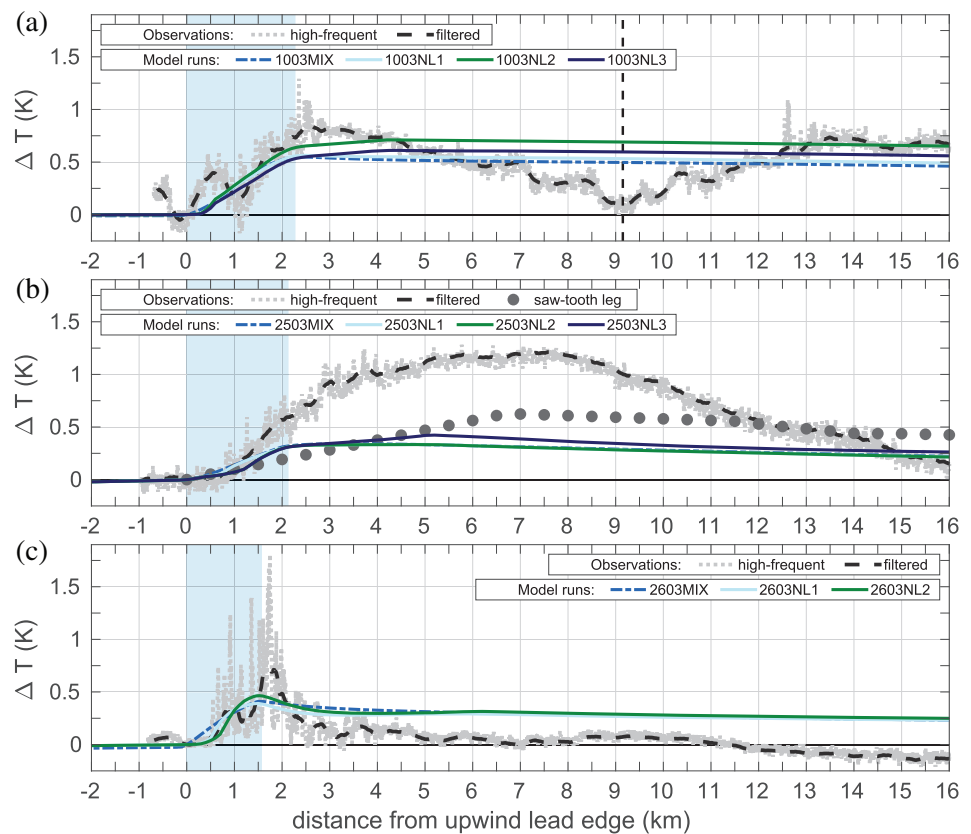 (a)
Observations: high-frequent filtered
Model runs: 1003MIX 1003NL1 1003NL2 1003NL3
Δ T (K)
1.5
1
0.5
0
-2 -1 0 1 2 3 4 5 6 7 8 9 10 11 12 13 14 15 16
(b)
Observations: high-frequent filtered saw-tooth leg
Model runs: 2503MIX 2503NL1 2503NL2 2503NL3
Δ T (K)
1.5
1
0.5
0
-2 -1 0 1 2 3 4 5 6 7 8 9 10 11 12 13 14 15 16
(c)
Observations: high-frequent filtered
Model runs: 2603MIX 2603NL1 2603NL2
Δ T (K)
1.5
1
0.5
0
-2 -1 0 1 2 3 4 5 6 7 8 9 10 11 12 13 14 15 16
distance from upwind lead edge (km)